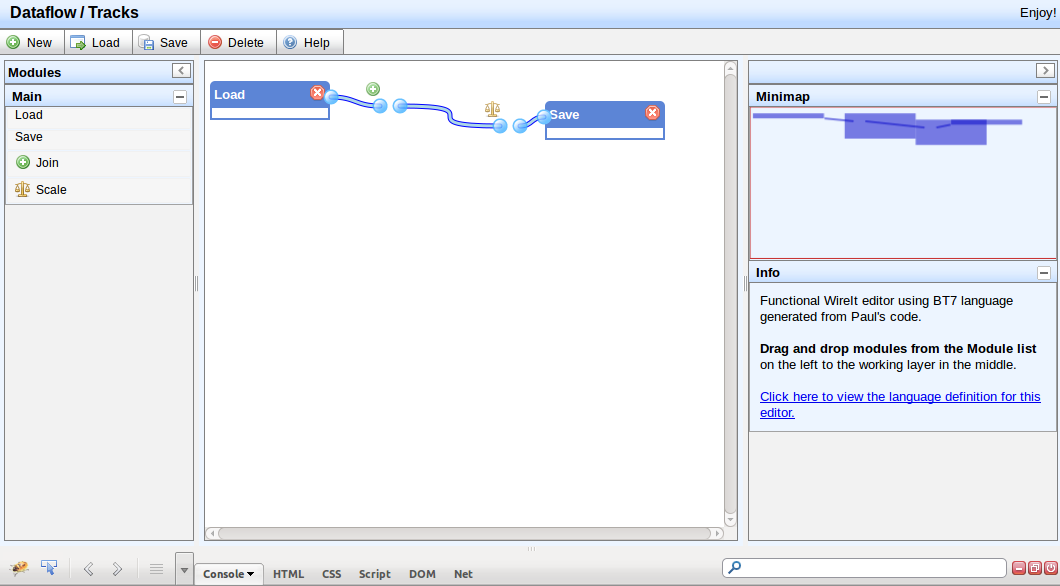 Dataflow / Tracks
Enjoy!
New
Load
Save
Delete
Help
Modules
Main
Load
Save
Join
Scale
Load
Save
Minimap
Info
Functional WireIt editor using BT7 language
generated from Paul's code.
Drag and drop modules from the Module list
on the left to the working layer in the middle.
Click here to view the language definition for this
editor.
Console
HTML
CSS
Script
DOM
Net